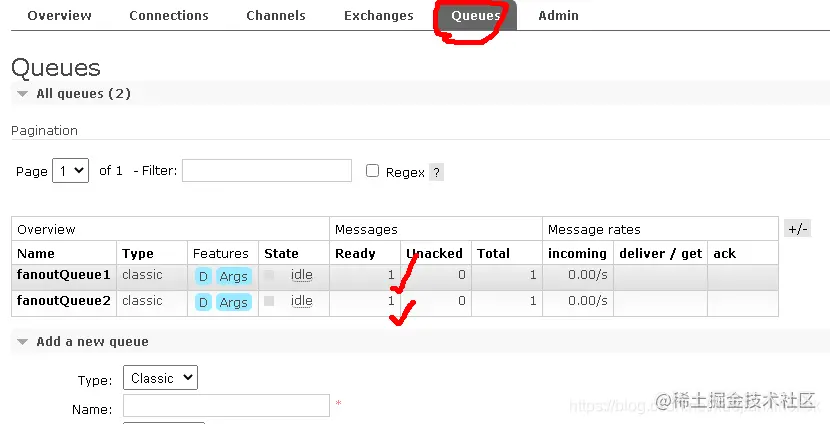 Overview Connections Channels Exchanges Queues Admin
Queues
All queues (2)
Pagination
Page 1 of 1 - Filter: Regex ?
Overview Messages Message rates +/-
Name Type Features State Ready Unacked Total incoming deliver / get ack
fanoutQueue1 classic D Args idle 1 0 1 0.00/s
fanoutQueue2 classic D Args idle 1 0 1 0.00/s
Add a new queue
Type: Classic
Name: *
@稀土掘金技术社区
https://blog.